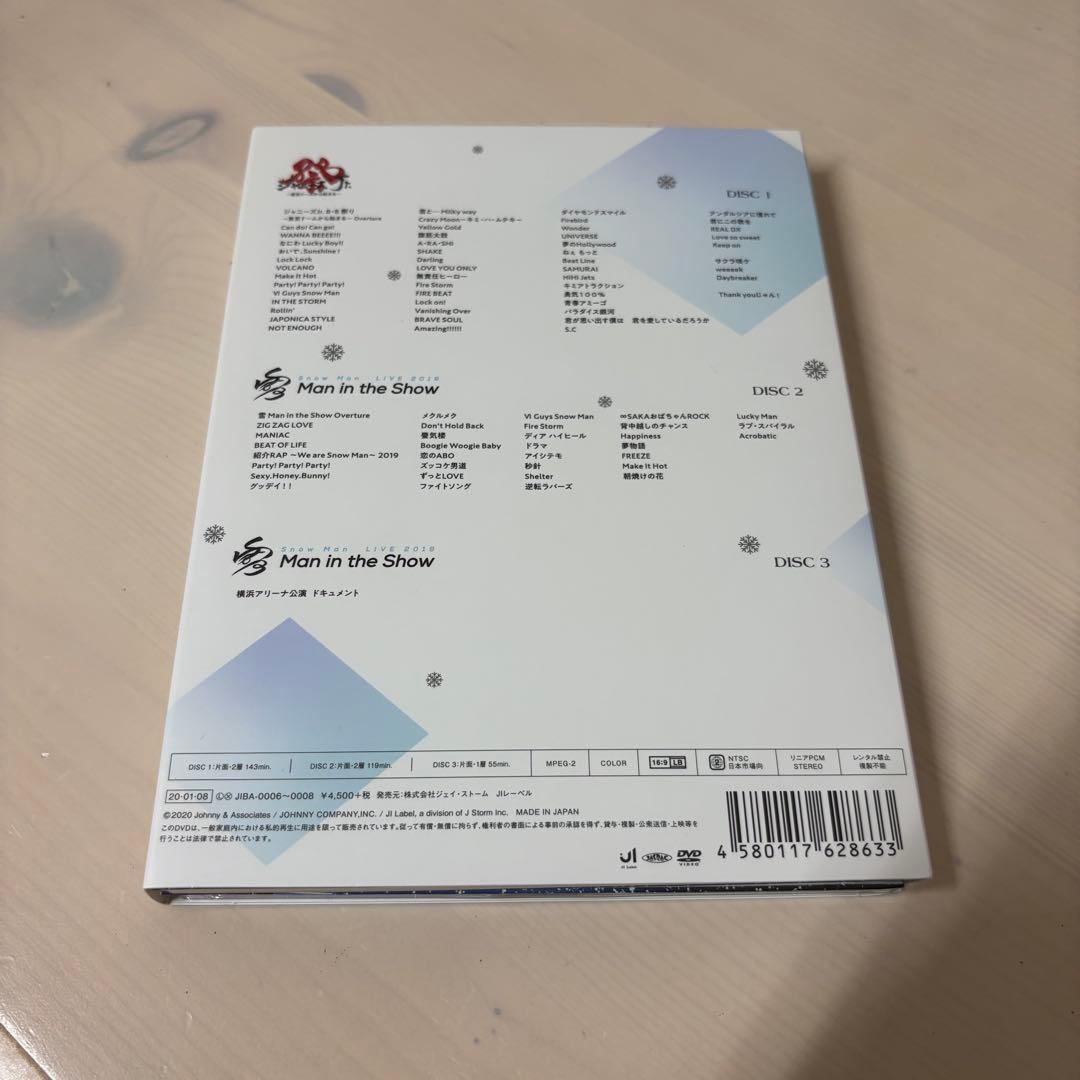 DISC 1
ジャニーズJr. 8・8 祭り
〜東京ドームから始まる〜 Overture
Can do! Can go!
WANNA BEEEE!!!
なにわ Lucky Boy!!
おいで、Sunshine!
Lock Lock
VOLCANO
Make it Hot
Party! Party! Party!
VI Guys Snow Man
IN THE STORM
Rollin'
JAPONICA STYLE
NOT ENOUGH
君と…Milky way
Crazy Moon〜キミ・ハ・ムテキ〜
Yellow Gold
腹筋太鼓
A・RA・SHI
SHAKE
Darling
LOVE YOU ONLY
無責任ヒーロー
Fire Storm
FIRE BEAT
Lock on!
Vanishing Over
BRAVE SOUL
Amazing!!!!!!
ダイヤモンドスマイル
Firebird
Wonder
UNIVERSE
夢のHollywood
ねぇ もっと
Beat Line
SAMURAI
HiHi Jets
キミアトラクション
勇気100%
青春アミーゴ
パラダイス銀河
君が思い出す僕は 君を愛しているだろうか
S.C
アンダルシアに憧れて
君にこの歌を
REAL DX
Love so sweet
Keep on
サクラ咲ケ
weeeek
Daybreaker
Thank youじゃん!
Snow Man LIVE 2019
雪 Man in the Show
DISC 2
雪 Man in the Show Overture
ZIG ZAG LOVE
MANIAC
BEAT OF LIFE
紹介RAP 〜We are Snow Man〜 2019
Party! Party! Party!
Sexy.Honey.Bunny!
グッデイ!!
メクルメク
Don't Hold Back
蜃気楼
Boogie Woogie Baby
恋のABO
ズッコケ男道
ずっとLOVE
ファイトソング
VI Guys Snow Man
Fire Storm
ディア ハイヒール
ドラマ
アイシテモ
秒針
Shelter
逆転ラバーズ
∞SAKAおばちゃんROCK
背中越しのチャンス
Happiness
夢物語
FREEZE
Make It Hot
朝焼けの花
Lucky Man
ラブ・スパイラル
Acrobatic
Snow Man LIVE 2019
雪 Man in the Show
DISC 3
横浜アリーナ公演 ドキュメント
DISC 1:片面・2層 143min. DISC 2:片面・2層 119min. DISC 3:片面・1層 55min. MPEG-2 COLOR 16:9 LB 2 NTSC 日本市場向 リニアPCM STEREO レンタル禁止 複製不能
20・01・08 JIBA-0006〜0008 ¥4,500+税 発売元:株式会社ジェイ・ストーム JIレーベル
©2020 Johnny & Associates / JOHNNY COMPANY,INC. / JI Label, a division of J Storm Inc. MADE IN JAPAN
このDVDは、一般家庭内における私的再生に用途を限って販売されています。従って有償・無償に拘らず、権利者の書面による事前の承諾を得ず、貸与・複製・公衆送信・上映等を
行うことは法律で禁止されています。
JI Label
DVD VIDEO
4 580117 628633